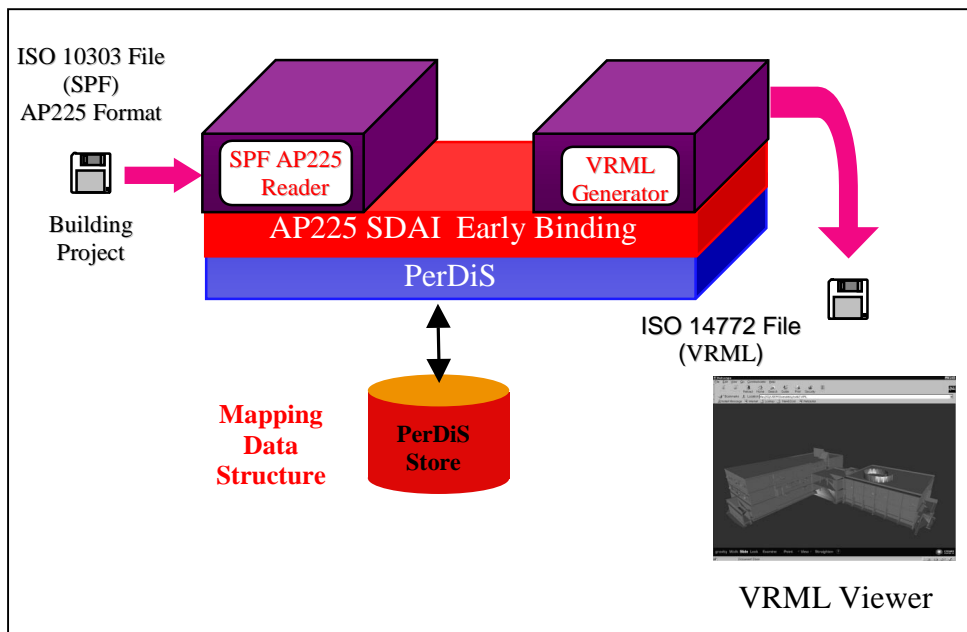 ISO 10303 File
(SPF)
AP225 Format
Building
Project
SPF AP225
Reader
VRML
Generator
AP225 SDAI Early Binding
PerDiS
ISO 14772 File
(VRML)
Mapping
Data
Structure
PerDiS
Store
VRML Viewer